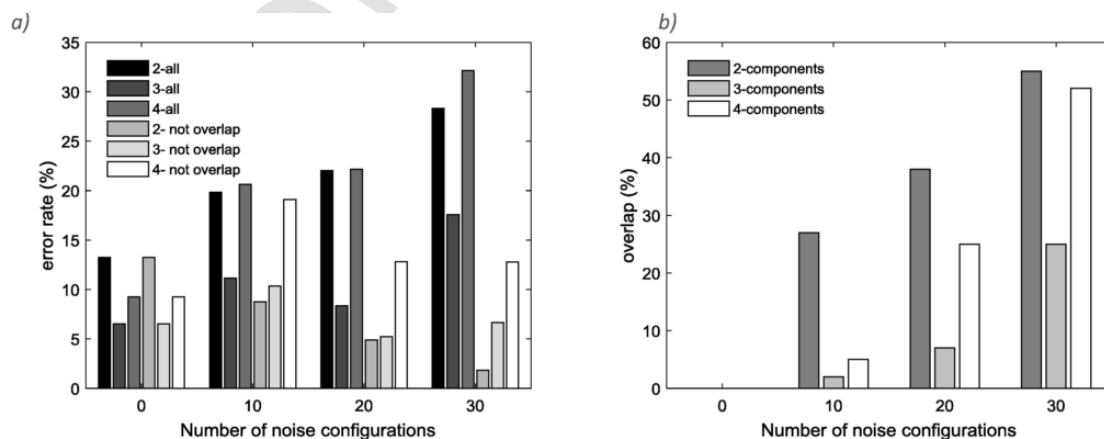 a)
35
30
25
20
15
10
5
0
error rate (%)
2-all
3-all
4-all
2- not overlap
3- not overlap
4- not overlap
0 10 20 30
Number of noise configurations
b)
60
50
40
30
20
10
0
overlap (%)
2-components
3-components
4-components
0 10 20 30
Number of noise configurations